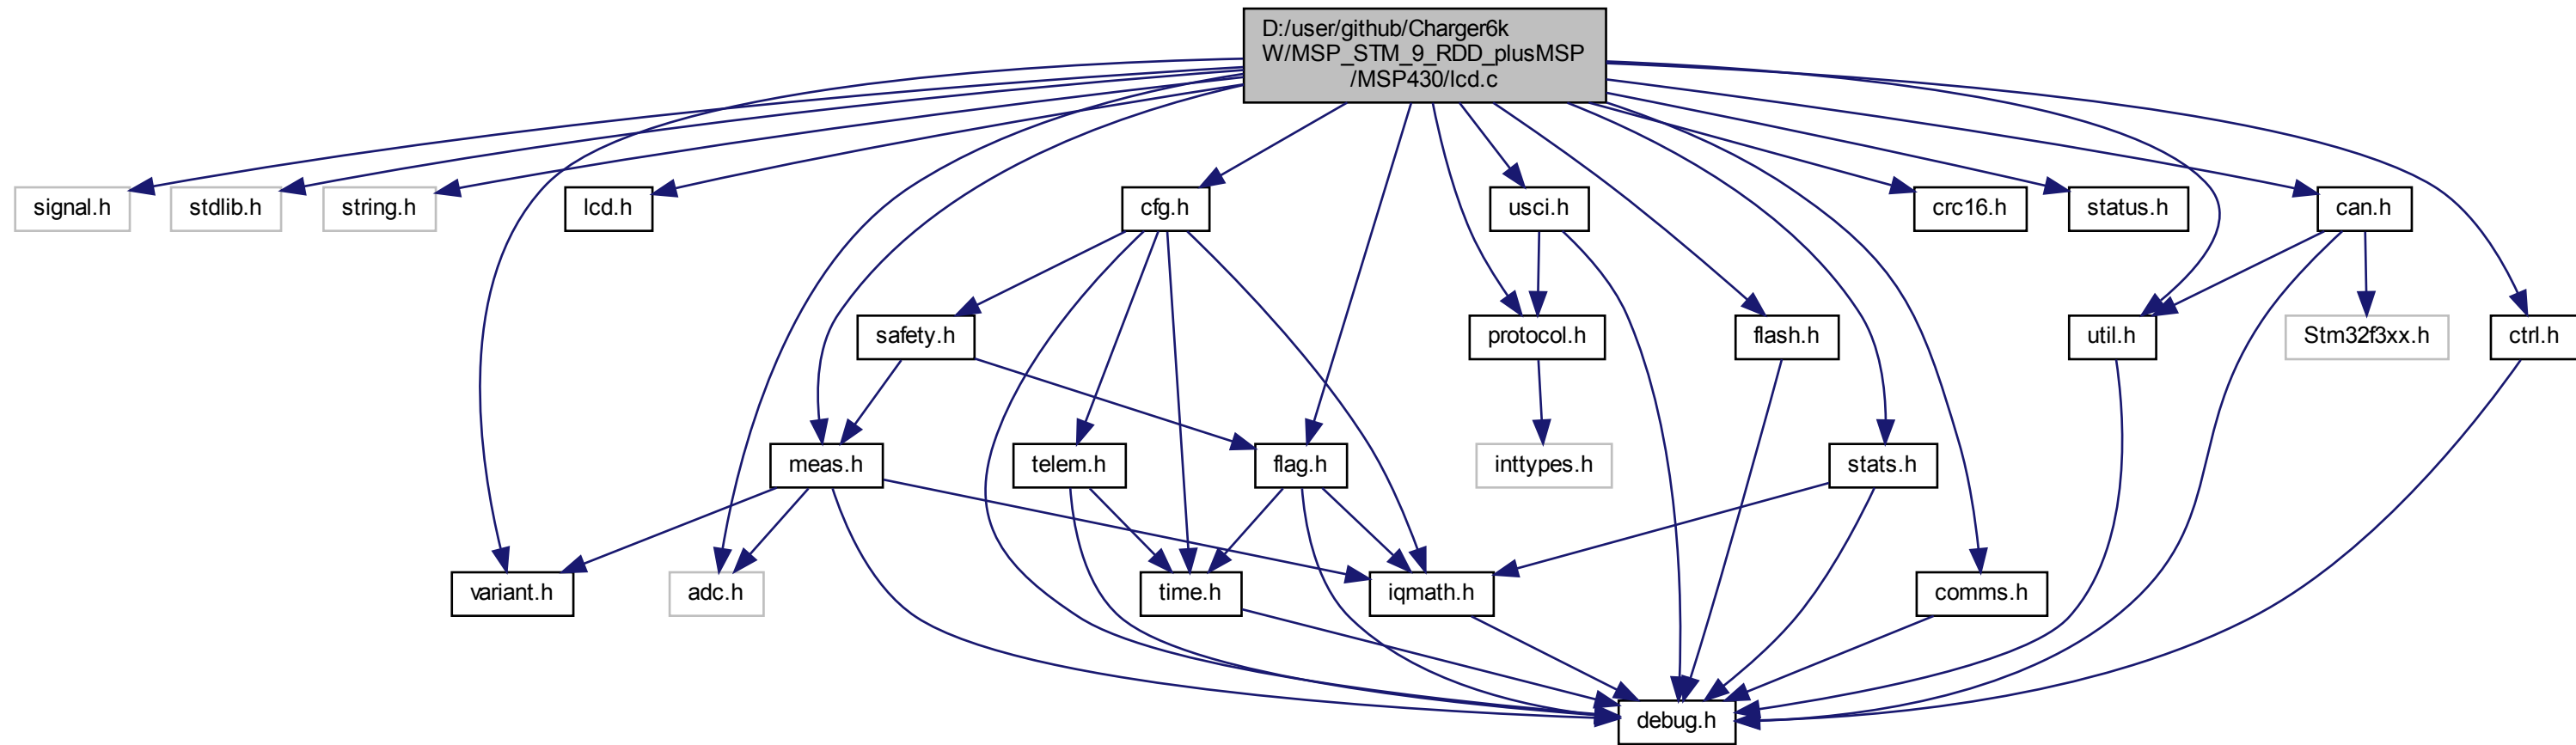 D:/user/github/Charger6k
W/MSP_STM_9_RDD_plusMSP
/MSP430/lcd.c
signal.h
stdlib.h
string.h
lcd.h
cfg.h
usci.h
crc16.h
status.h
can.h
safety.h
protocol.h
flash.h
util.h
Stm32f3xx.h
ctrl.h
meas.h
telem.h
flag.h
inttypes.h
stats.h
variant.h
adc.h
time.h
iqmath.h
comms.h
debug.h